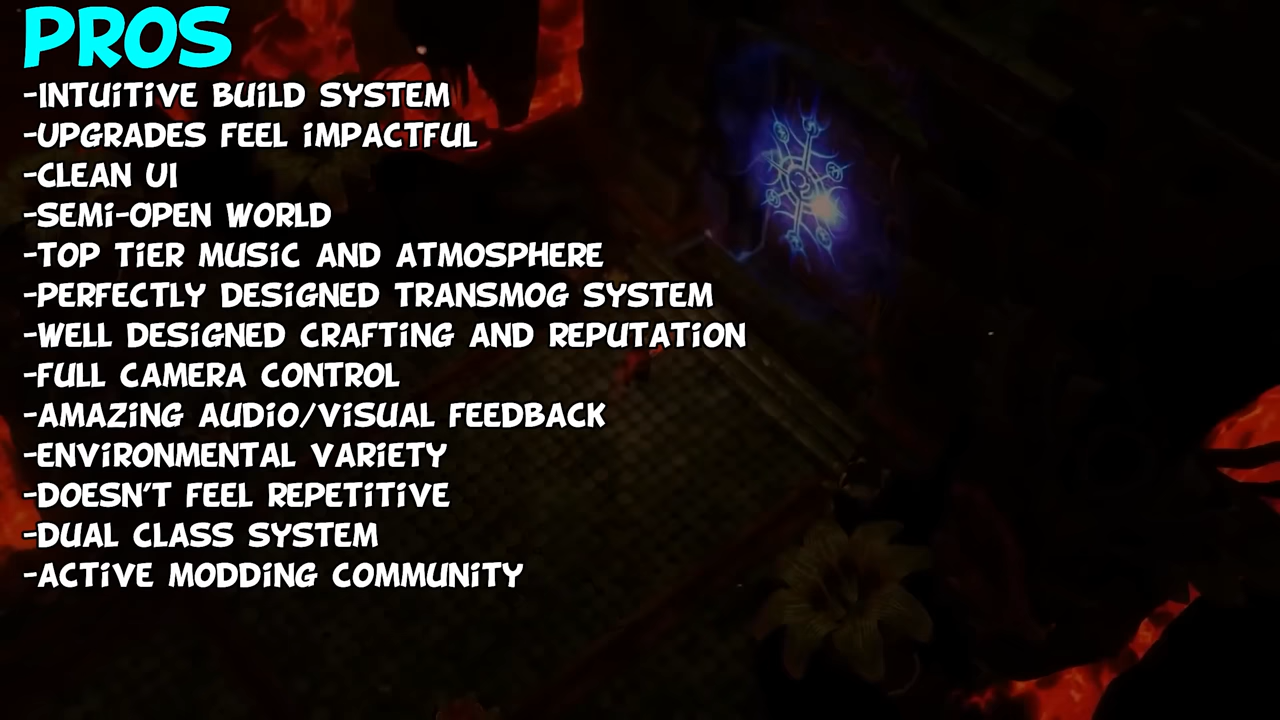 PROS
-INTUITIVE BUILD SYSTEM
-UPGRADES FEEL IMPACTFUL
-CLEAN UI
-SEMI-OPEN WORLD
-TOP TIER MUSIC AND ATMOSPHERE
-PERFECTLY DESIGNED TRANSMOG SYSTEM
-WELL DESIGNED CRAFTING AND REPUTATION
-FULL CAMERA CONTROL
-AMAZING AUDIO/VISUAL FEEDBACK
-ENVIRONMENTAL VARIETY
-DOESN'T FEEL REPETITIVE
-DUAL CLASS SYSTEM
-ACTIVE MODDING COMMUNITY